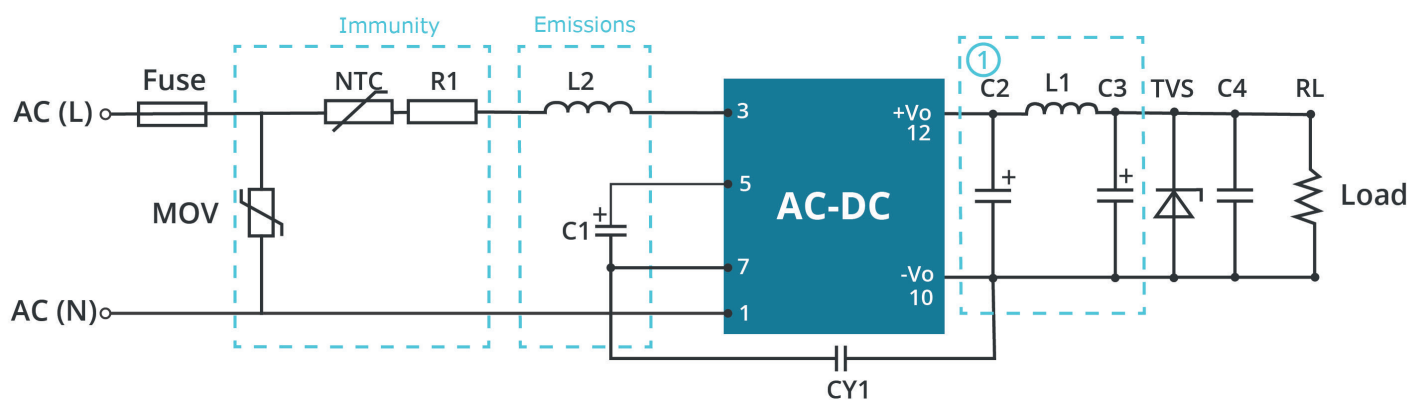 Immunity
Emissions
1
Fuse
NTC
R1
L2
C2
L1
C3
TVS
C4
RL
AC (L)
3
+Vo
12
5
+
+
+
MOV
C1
AC-DC
Load
7
-Vo
10
AC (N)
1
CY1